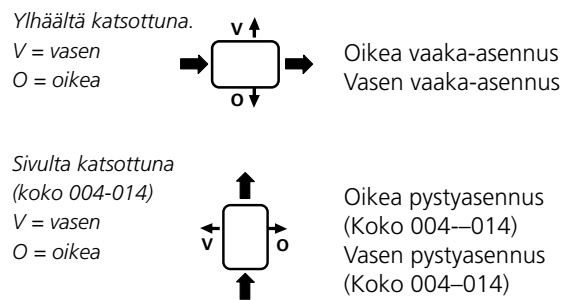 Ylhäältä katsottuna.
V = vasen
O = oikea
V
O
Oikea vaaka-asennus
Vasen vaaka-asennus
Sivulta katsottuna
(koko 004-014)
V = vasen
O = oikea
V
O
Oikea pystyasennus
(Koko 004-–014)
Vasen pystyasennus
(Koko 004–014)